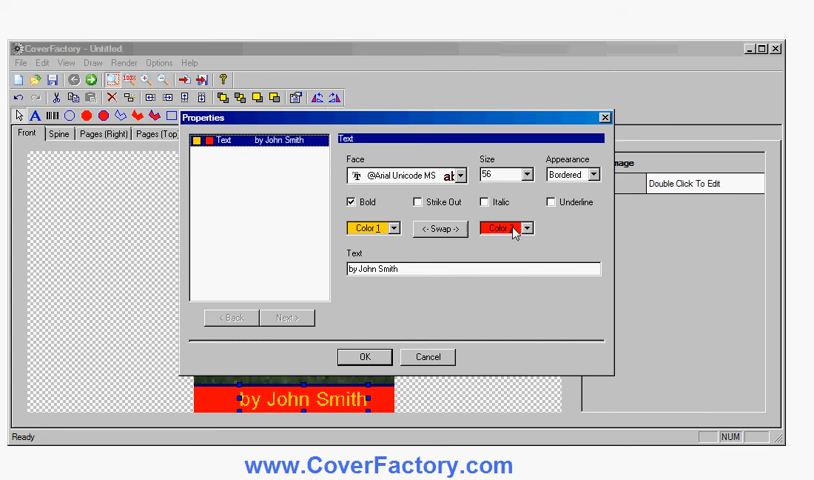 CoverFactory - Untitled
File Edit View Draw Render Options Help
100%
Front Spine Pages (Right) Pages (Top)
Properties
Text by John Smith
Text
Face Size Appearance
@Arial Unicode MS 56 Bordered
Bold Strike Out Italic Underline
Color 1 <- Swap -> Color
Text
by John Smith
< Back Next >
OK Cancel
Double Click To Edit
by John Smith
Ready NUM
www.CoverFactory.com